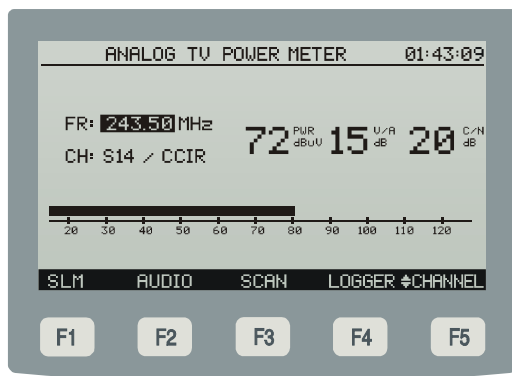 ANALOG TV POWER METER 01:43:09
FR: 243.50 MHz
CH: S14 / CCIR
72 PWR dBuV 15 V/A dB 20 C/N dB
20 30 40 50 60 70 80 90 100 110 120
SLM AUDIO SCAN LOGGER CHANNEL
F1 F2 F3 F4 F5